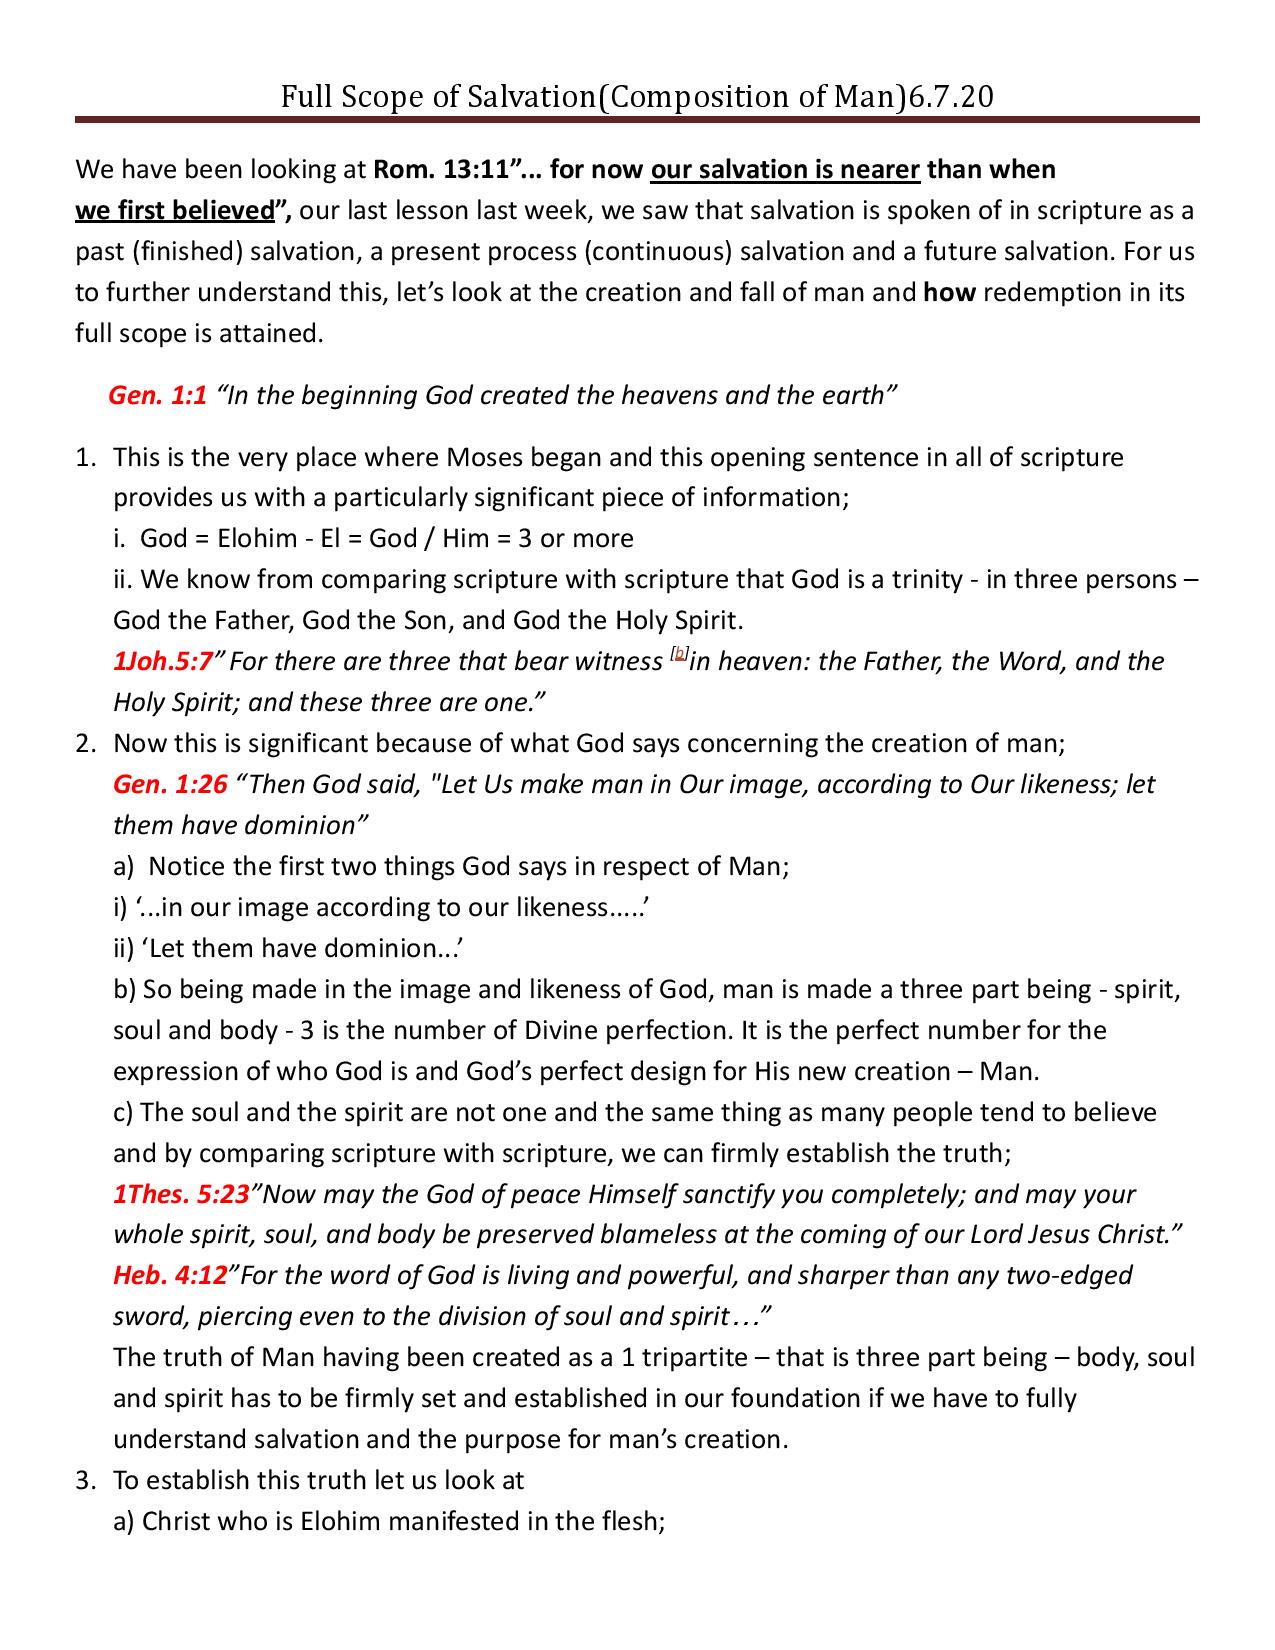 Full Scope of Salvation(Composition of Man)6.7.20
We have been looking at Rom. 13:11”... for now our salvation is nearer than when
we first believed”, our last lesson last week, we saw that salvation is spoken of in scripture as a
past (finished) salvation, a present process (continuous) salvation and a future salvation. For us
to further understand this, let’s look at the creation and fall of man and how redemption in its
full scope is attained.
Gen. 1:1 “In the beginning God created the heavens and the earth”
1. This is the very place where Moses began and this opening sentence in all of scripture
provides us with a particularly significant piece of information;
i. God = Elohim - El = God / Him = 3 or more
ii. We know from comparing scripture with scripture that God is a trinity - in three persons –
God the Father, God the Son, and God the Holy Spirit.
1Joh.5:7” For there are three that bear witness [b]in heaven: the Father, the Word, and the
Holy Spirit; and these three are one.”
2. Now this is significant because of what God says concerning the creation of man;
Gen. 1:26 “Then God said, "Let Us make man in Our image, according to Our likeness; let
them have dominion”
a) Notice the first two things God says in respect of Man;
i) ‘...in our image according to our likeness.....’
ii) ‘Let them have dominion...’
b) So being made in the image and likeness of God, man is made a three part being - spirit,
soul and body - 3 is the number of Divine perfection. It is the perfect number for the
expression of who God is and God’s perfect design for His new creation – Man.
c) The soul and the spirit are not one and the same thing as many people tend to believe
and by comparing scripture with scripture, we can firmly establish the truth;
1Thes. 5:23”Now may the God of peace Himself sanctify you completely; and may your
whole spirit, soul, and body be preserved blameless at the coming of our Lord Jesus Christ.”
Heb. 4:12”For the word of God is living and powerful, and sharper than any two-edged
sword, piercing even to the division of soul and spirit…”
The truth of Man having been created as a 1 tripartite – that is three part being – body, soul
and spirit has to be firmly set and established in our foundation if we have to fully
understand salvation and the purpose for man’s creation.
3. To establish this truth let us look at
a) Christ who is Elohim manifested in the flesh;